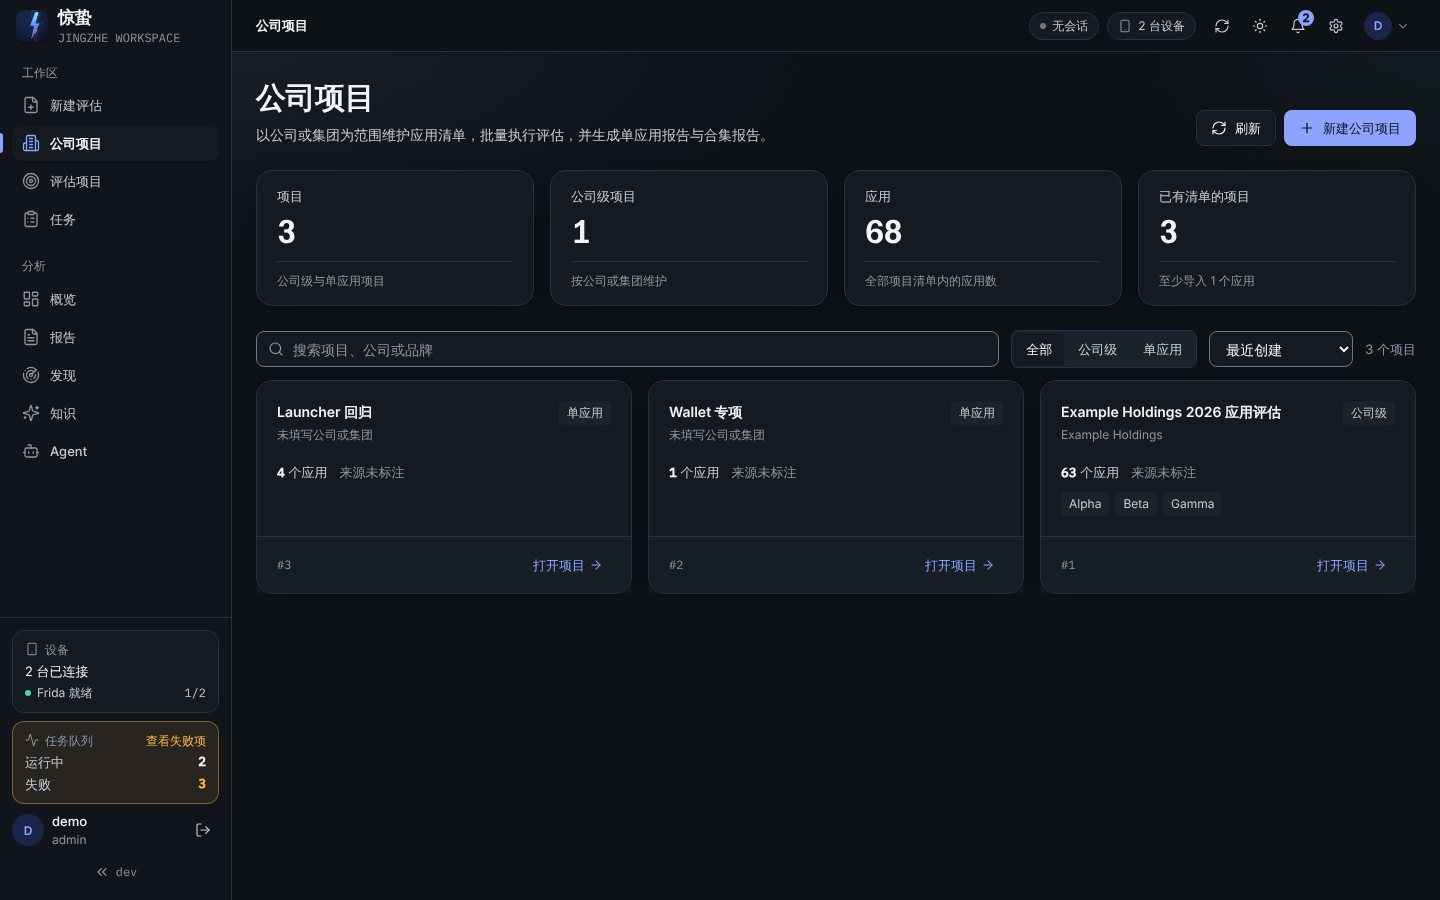 惊蛰
JINGZHE WORKSPACE
工作区
新建评估
公司项目
评估项目
任务
分析
概览
报告
发现
知识
Agent
设备
2 台已连接
Frida 就绪 1/2
任务队列 查看失败项
运行中 2
失败 3
D demo
admin
dev
公司项目
无会话 2 台设备 2 D
公司项目
以公司或集团为范围维护应用清单，批量执行评估，并生成单应用报告与合集报告。
刷新 新建公司项目
项目
3
公司级与单应用项目
公司级项目
1
按公司或集团维护
应用
68
全部项目清单内的应用数
已有清单的项目
3
至少导入 1 个应用
搜索项目、公司或品牌 全部 公司级 单应用 最近创建 3 个项目
Launcher 回归 单应用
未填写公司或集团
4 个应用 来源未标注
#3 打开项目
Wallet 专项 单应用
未填写公司或集团
1 个应用 来源未标注
#2 打开项目
Example Holdings 2026 应用评估 公司级
Example Holdings
63 个应用 来源未标注
Alpha Beta Gamma
#1 打开项目